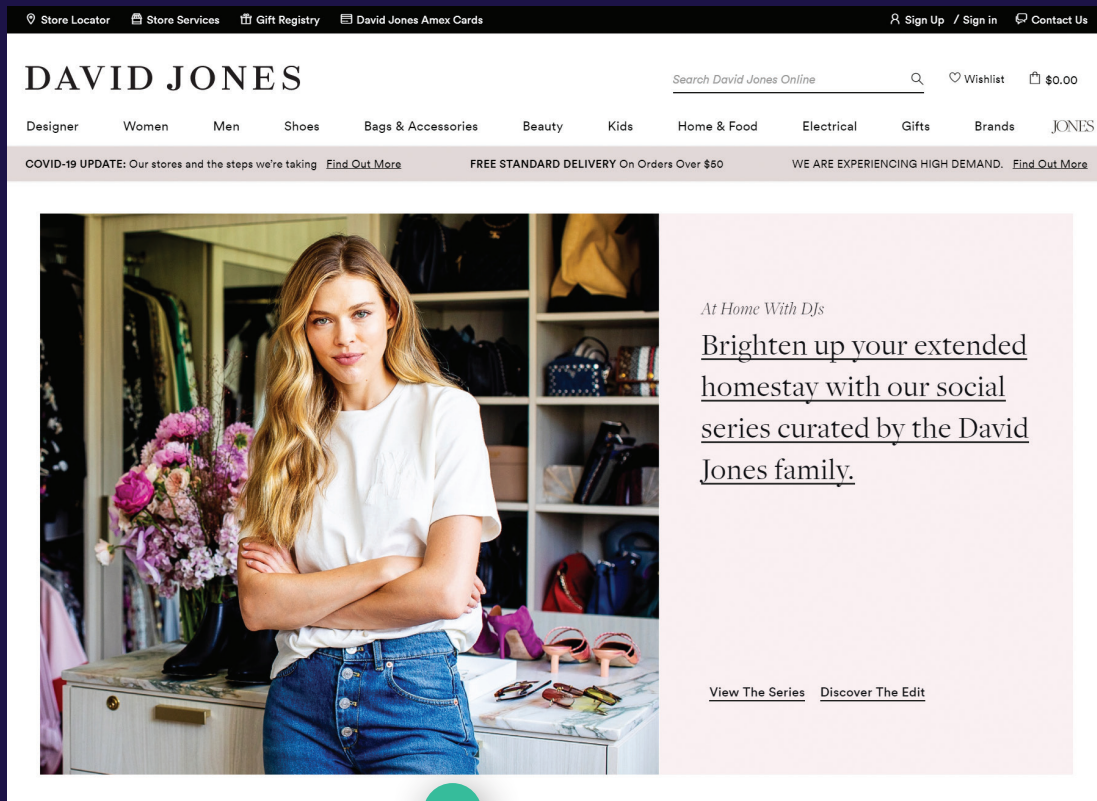 Store Locator Store Services Gift Registry David Jones Amex Cards Sign Up / Sign in Contact Us
DAVID JONES
Search David Jones Online Wishlist $0.00
Designer Women Men Shoes Bags & Accessories Beauty Kids Home & Food Electrical Gifts Brands JONES
COVID-19 UPDATE: Our stores and the steps we're taking Find Out More FREE STANDARD DELIVERY On Orders Over $50 WE ARE EXPERIENCING HIGH DEMAND. Find Out More
At Home With DJs
Brighten up your extended
homestay with our social
series curated by the David
Jones family.
View The Series Discover The Edit